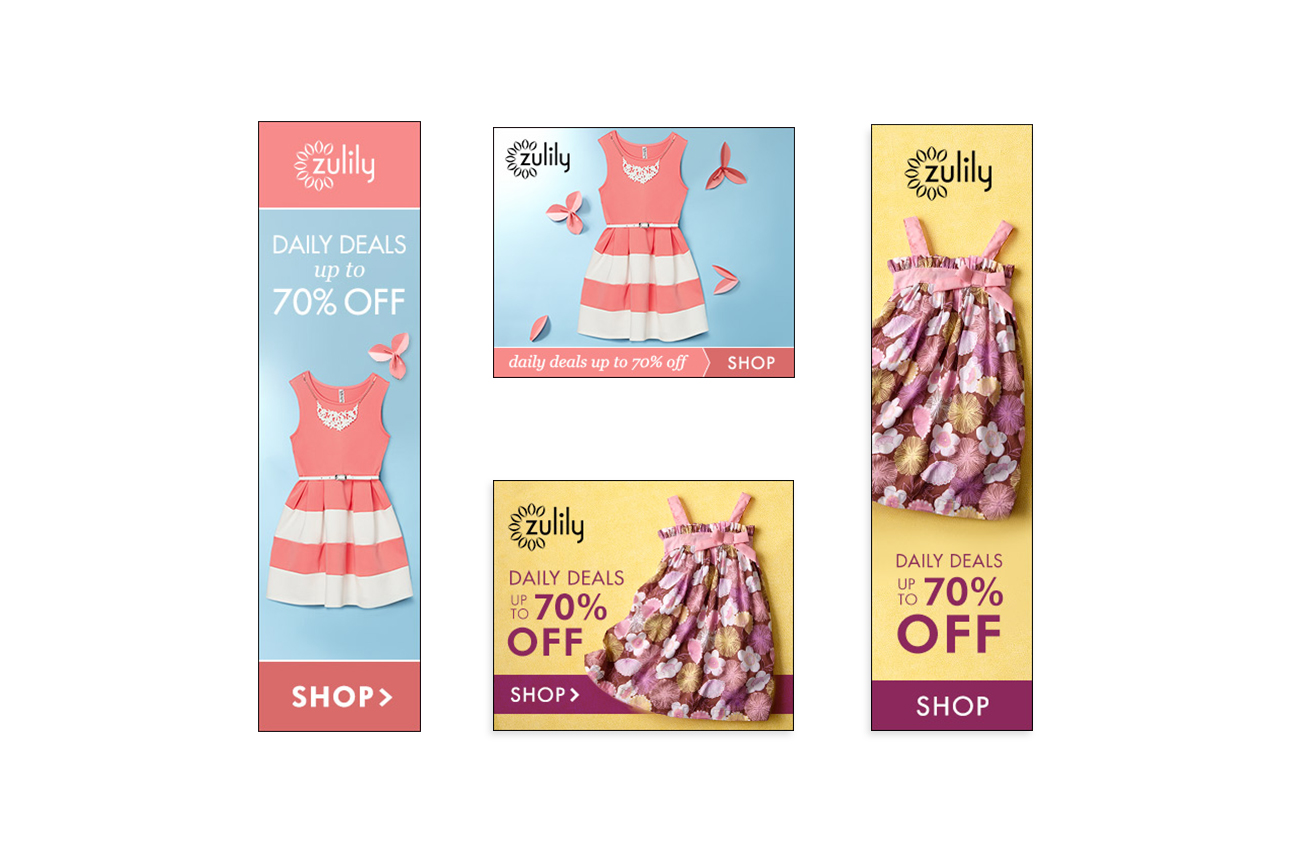 zulily
DAILY DEALS
up to
70% OFF
SHOP>
zulily
daily deals up to 70% off
SHOP
zulily
DAILY DEALS
UP TO 70%
OFF
SHOP>
zulily
DAILY DEALS
UP TO 70%
OFF
SHOP